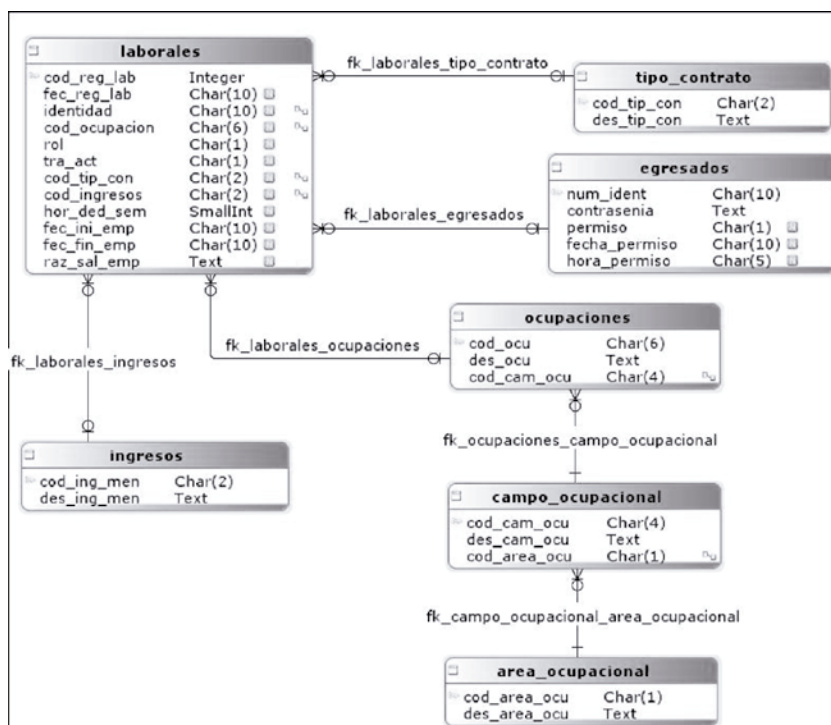 laborales
cod_reg_lab Integer
fec_reg_lab Char(10)
identidad Char(10)
cod_ocupacion Char(6)
rol Char(1)
tra_act Char(1)
cod_tip_con Char(2)
cod_ingresos Char(2)
hor_ded_sem SmallInt
fec_ini_emp Char(10)
fec_fin_emp Char(10)
raz_sal_emp Text
fk_laborales_tipo_contrato
tipo_contrato
cod_tip_con Char(2)
des_tip_con Text
egresados
num_ident Char(10)
contrasenia Text
permiso Char(1)
fecha_permiso Char(10)
hora_permiso Char(5)
fk_laborales_egresados
fk_laborales_ocupaciones
ocupaciones
cod_ocu Char(6)
des_ocu Text
cod_cam_ocu Char(4)
fk_laborales_ingresos
ingresos
cod_ing_men Char(2)
des_ing_men Text
fk_ocupaciones_campo_ocupacional
campo_ocupacional
cod_cam_ocu Char(4)
des_cam_ocu Text
cod_area_ocu Char(1)
fk_campo_ocupacional_area_ocupacional
area_ocupacional
cod_area_ocu Char(1)
des_area_ocu Text